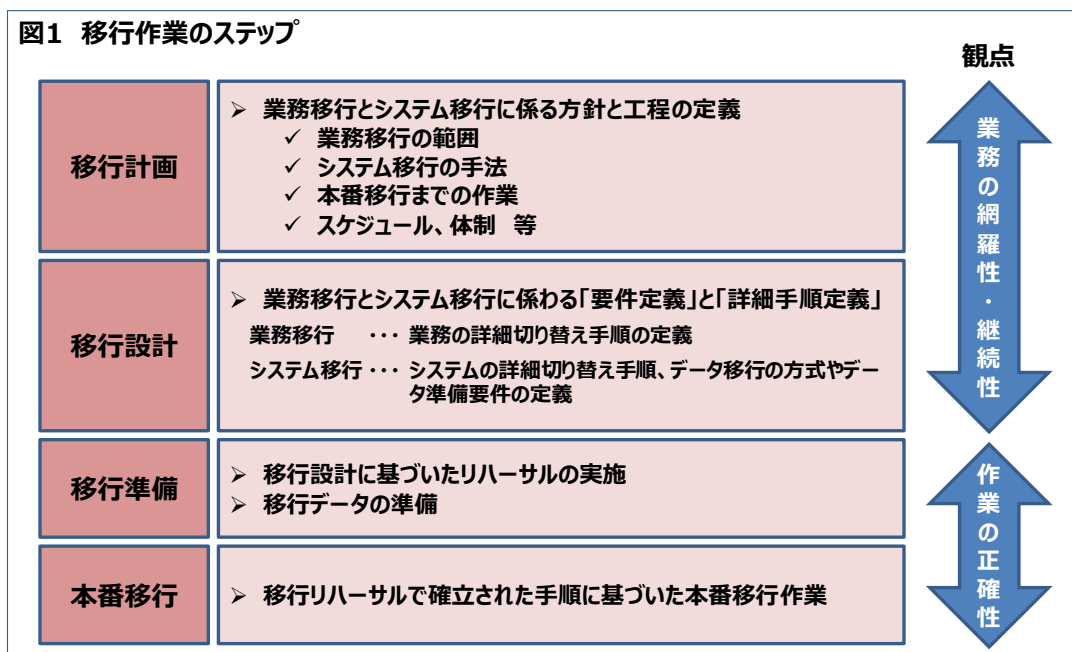 図1 移行作業のステップ
観点
移行計画
➢ 業務移行とシステム移行に係る方針と工程の定義
✓ 業務移行の範囲
✓ システム移行の手法
✓ 本番移行までの作業
✓ スケジュール、体制 等
移行設計
➢ 業務移行とシステム移行に係わる「要件定義」と「詳細手順定義」
業務移行 ・・・ 業務の詳細切り替え手順の定義
システム移行・・・ システムの詳細切り替え手順、データ移行の方式やデー
タ準備要件の定義
業務の網羅性・継続性
移行準備
➢ 移行設計に基づいたリハーサルの実施
➢ 移行データの準備
本番移行
➢ 移行リハーサルで確立された手順に基づいた本番移行作業
作業の正確性